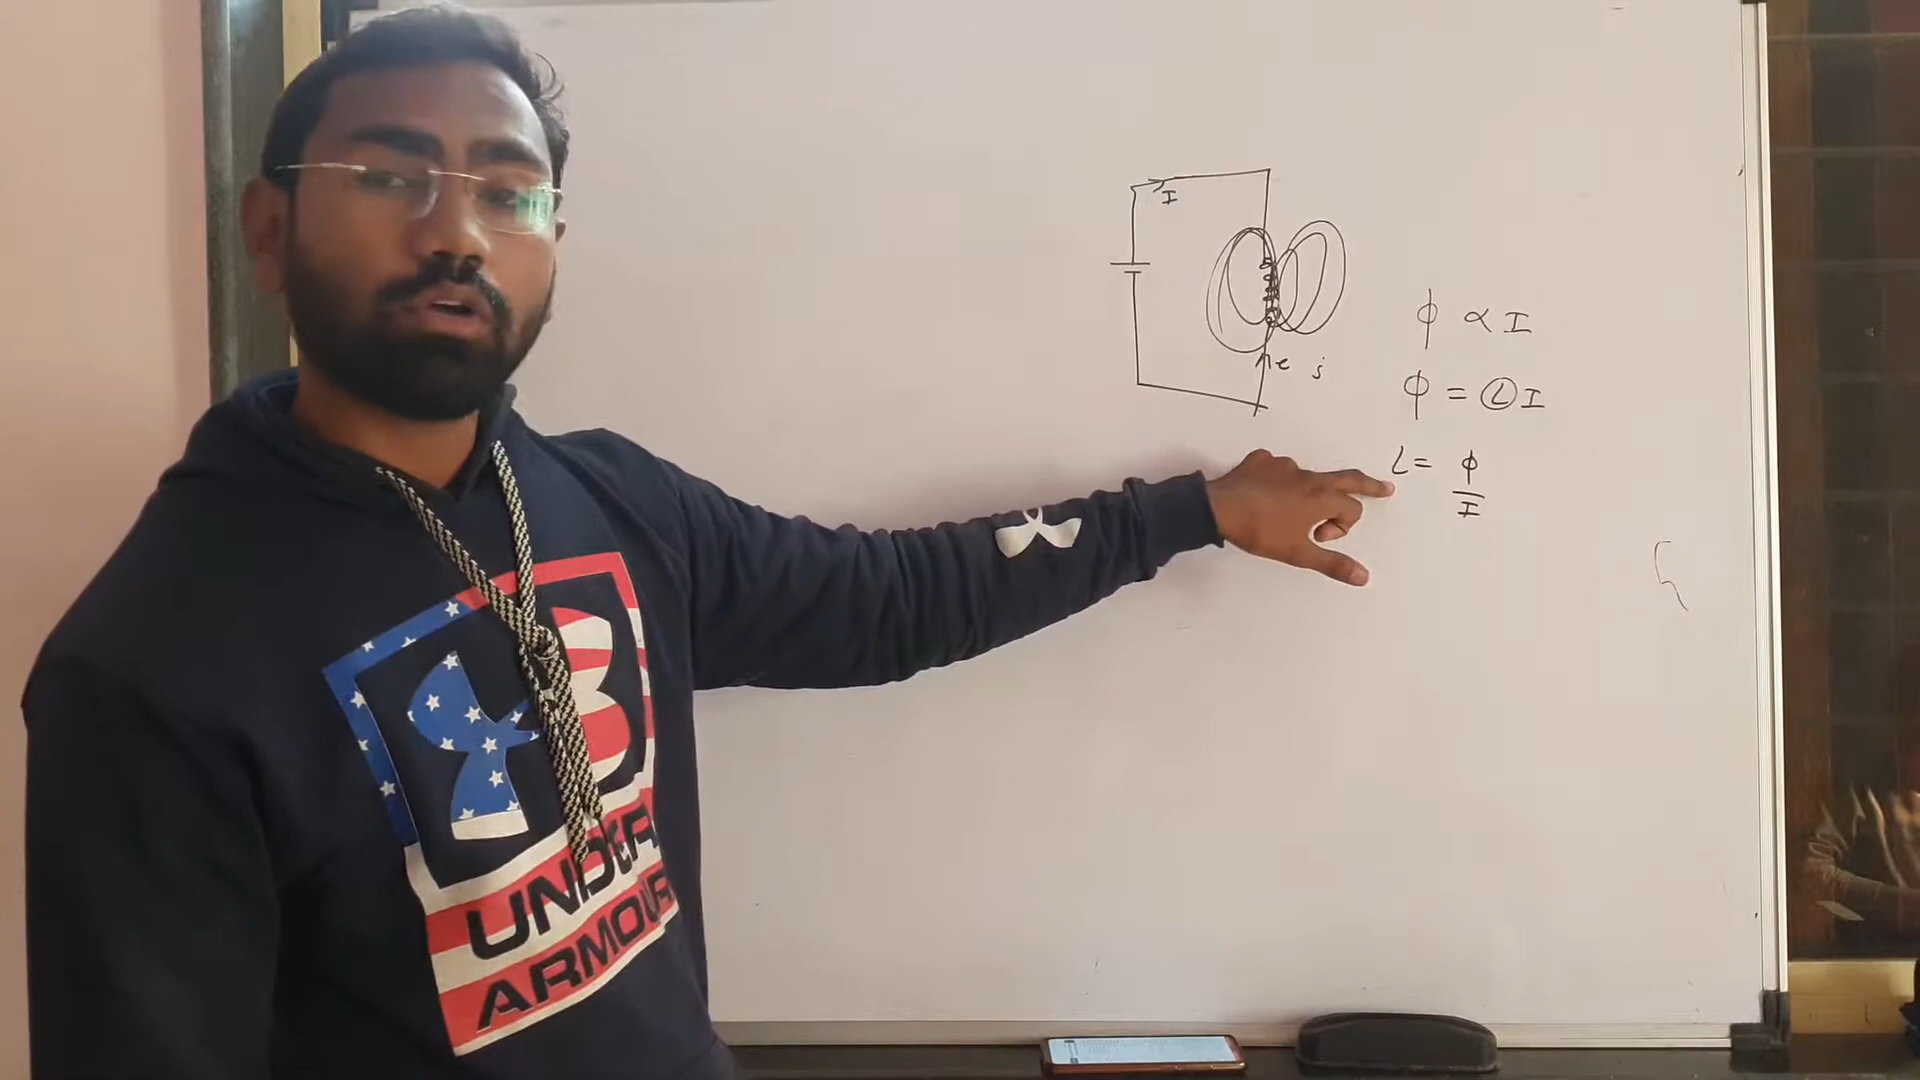 I
e
φ ∝ I
φ = L I
L = φ
I
UNDER
ARMOUR